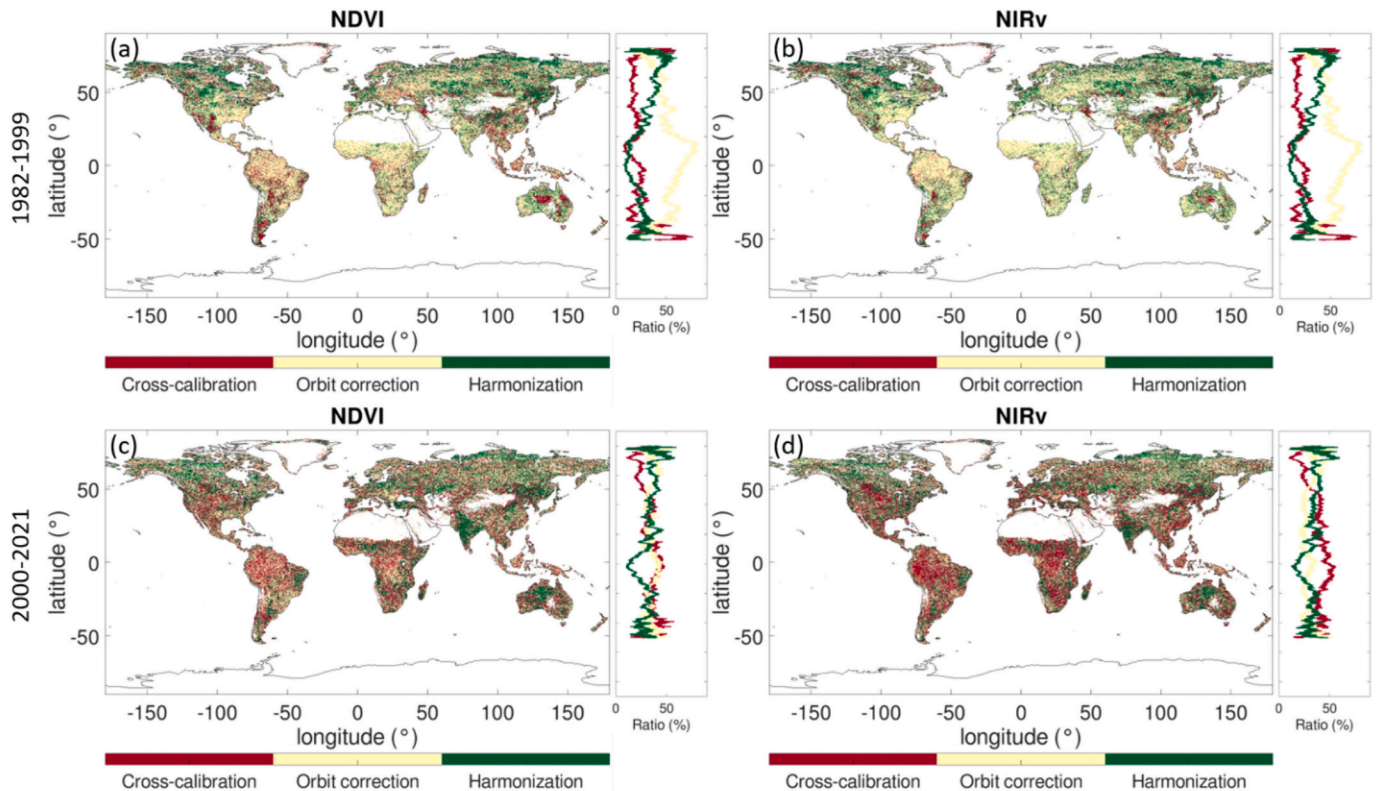 NDVI
NIRv
(a)
(b)
1982-1999
latitude (°)
50
0
-50
latitude (°)
50
0
-50
-150 -100 -50 0 50 100 150
50
-150 -100 -50 0 50 100 150
50
longitude (°)
Ratio (%)
longitude (°)
Ratio (%)
Cross-calibration Orbit correction Harmonization
Cross-calibration Orbit correction Harmonization
NDVI
NIRv
(c)
(d)
2000-2021
latitude (°)
50
0
-50
latitude (°)
50
0
-50
-150 -100 -50 0 50 100 150
50
-150 -100 -50 0 50 100 150
50
longitude (°)
Ratio (%)
longitude (°)
Ratio (%)
Cross-calibration Orbit correction Harmonization
Cross-calibration Orbit correction Harmonization